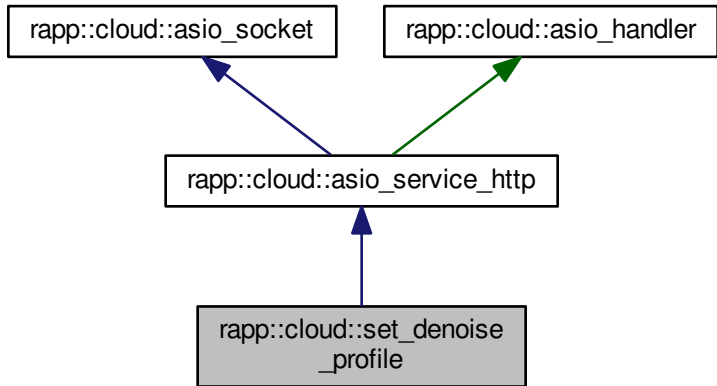 rapp::cloud::asio_socket
rapp::cloud::asio_handler
rapp::cloud::asio_service_http
rapp::cloud::set_denoise
_profile